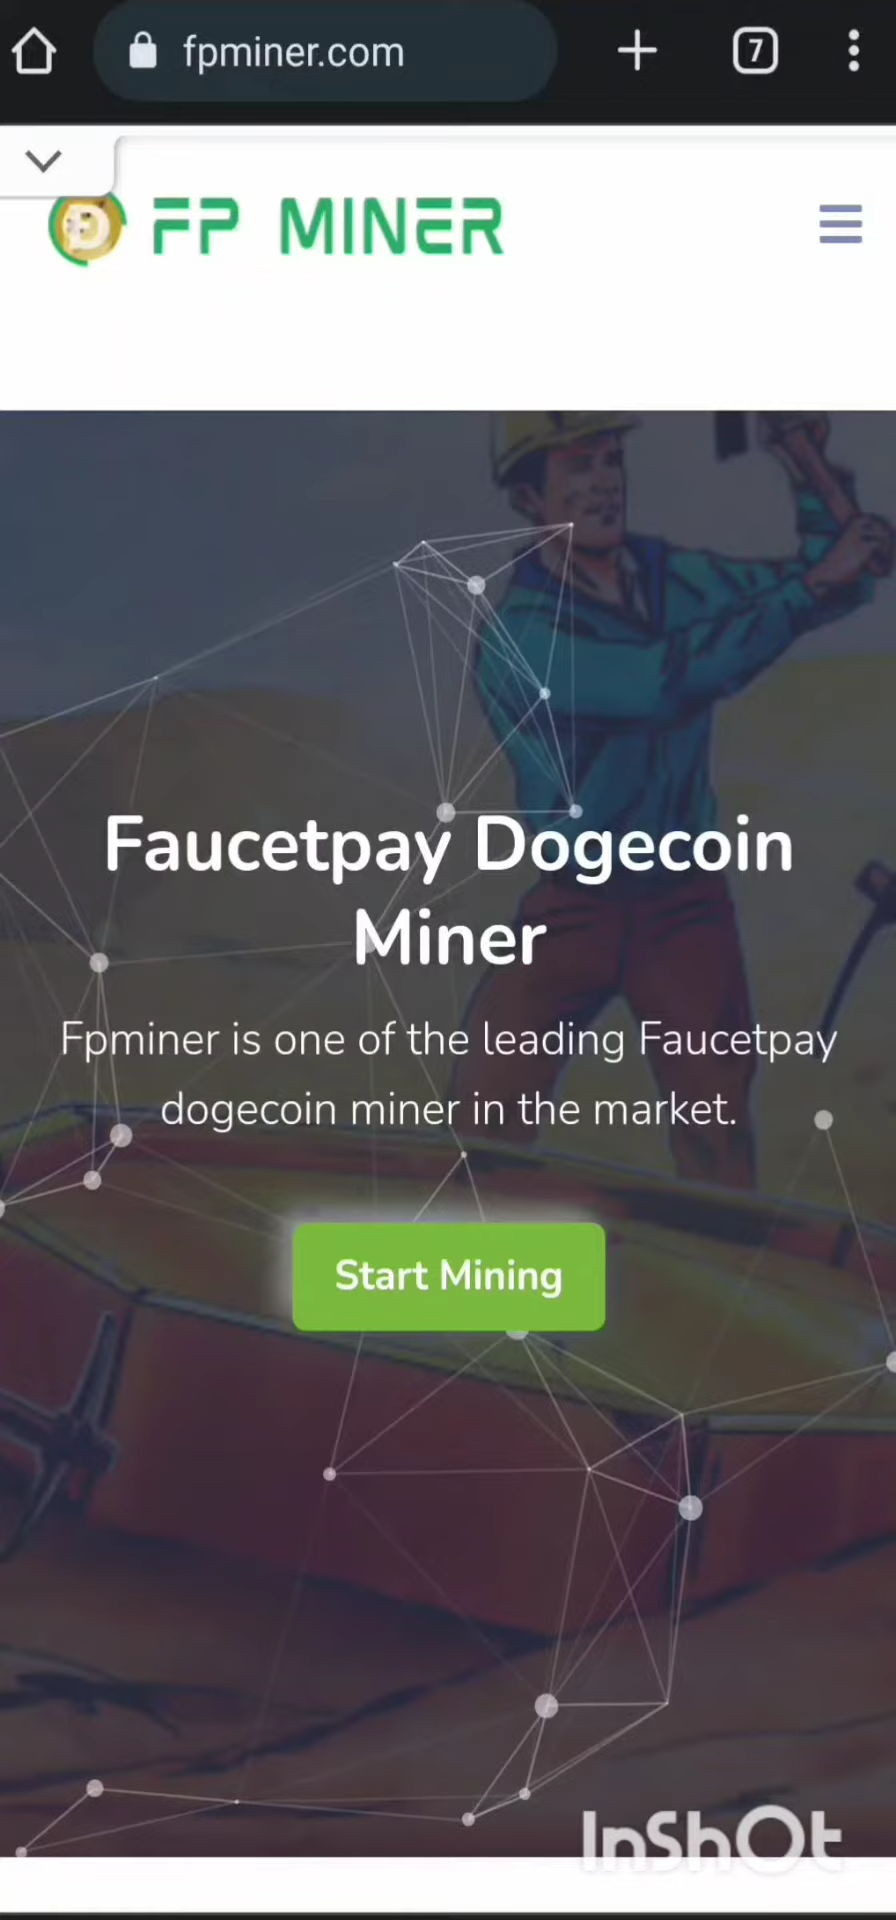 fpminer.com
7
FP MINER
Faucetpay Dogecoin
Miner
Fpminer is one of the leading Faucetpay
dogecoin miner in the market.
Start Mining
InShOt